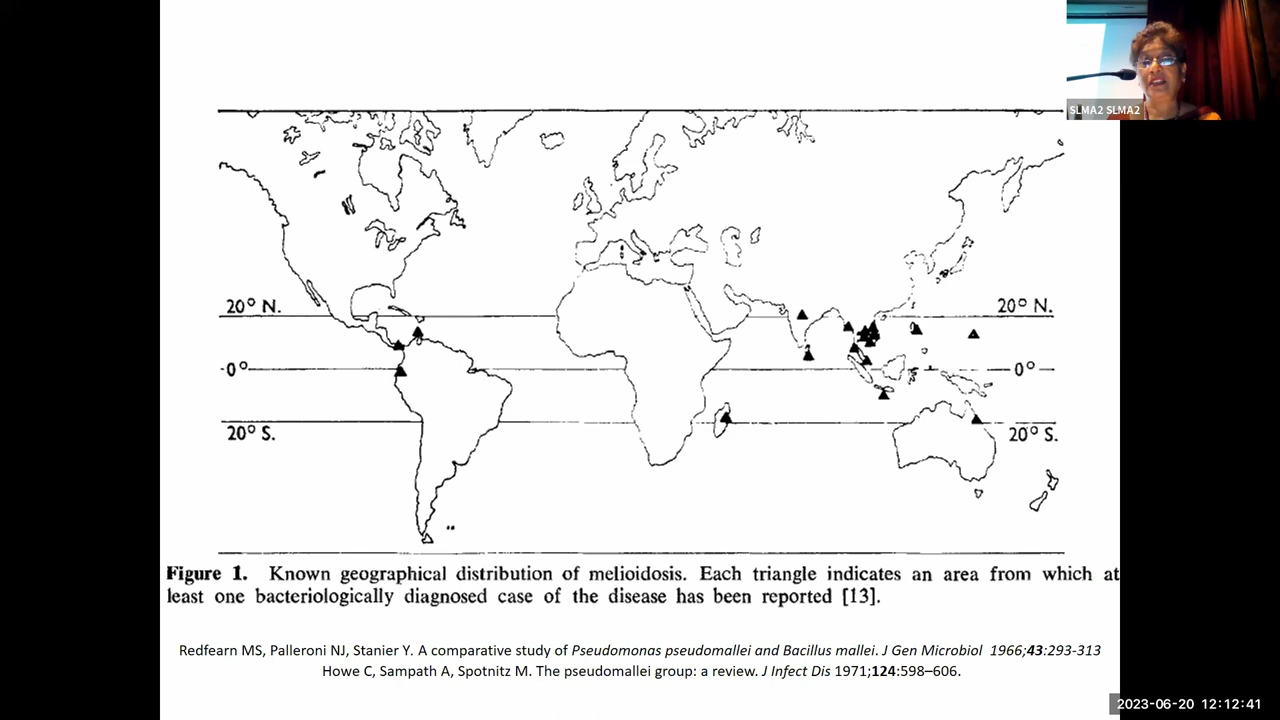 SLMA2 SLMA2
20° N.
20° N.
0°
0°
20° S.
20° S.
Figure 1. Known geographical distribution of melioidosis. Each triangle indicates an area from which at
least one bacteriologically diagnosed case of the disease has been reported [13].
Redfearn MS, Palleroni NJ, Stanier Y. A comparative study of Pseudomonas pseudomallei and Bacillus mallei. J Gen Microbiol 1966;43:293-313
Howe C, Sampath A, Spotnitz M. The pseudomallei group: a review. J Infect Dis 1971;124:598–606.
2023-06-20 12:12:41